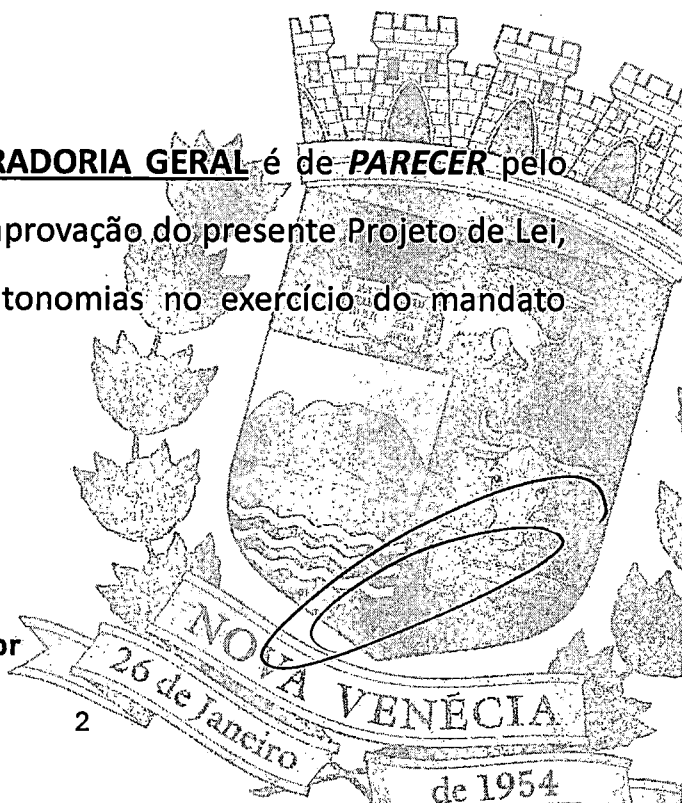 RADORIA GERAL é de PARECER pelo
aprovação do presente Projeto de Lei,
utonomias no exercício do mandato
or
2
NOVA VENÉCIA
26 de Janeiro
de 1954